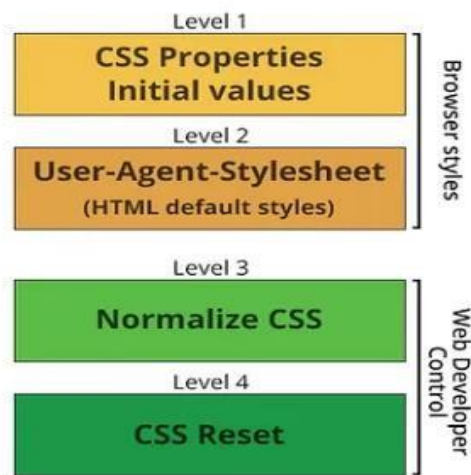 Level 1
CSS Properties
Initial values
Level 2
User-Agent-Stylesheet
(HTML default styles)
Browser styles
Level 3
Normalize CSS
Level 4
CSS Reset
Web Developer
Control